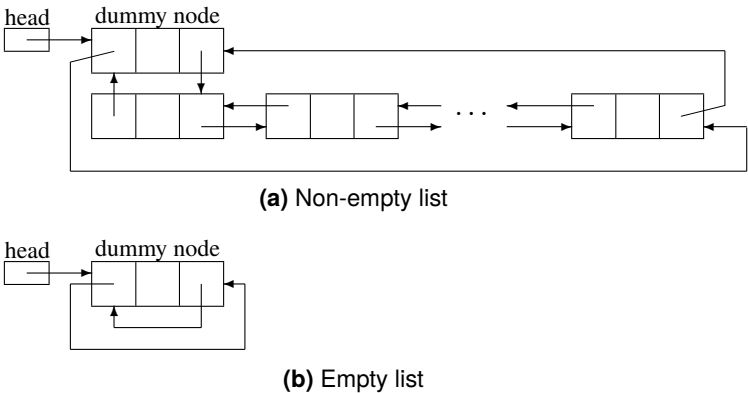 head
dummy node
. . .
(a) Non-empty list
head
dummy node
(b) Empty list